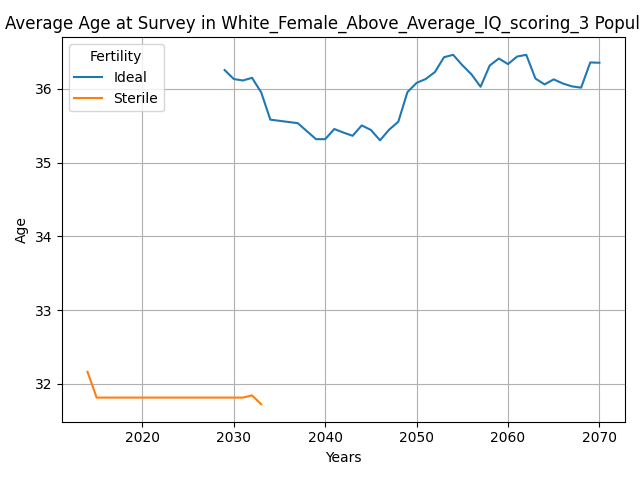 Average Age at Survey in White_Female_Above_Average_IQ_scoring_3 Popul
Fertility
Ideal
Sterile
36
35
34
33
32
Age
2020 2030 2040 2050 2060 2070
Years